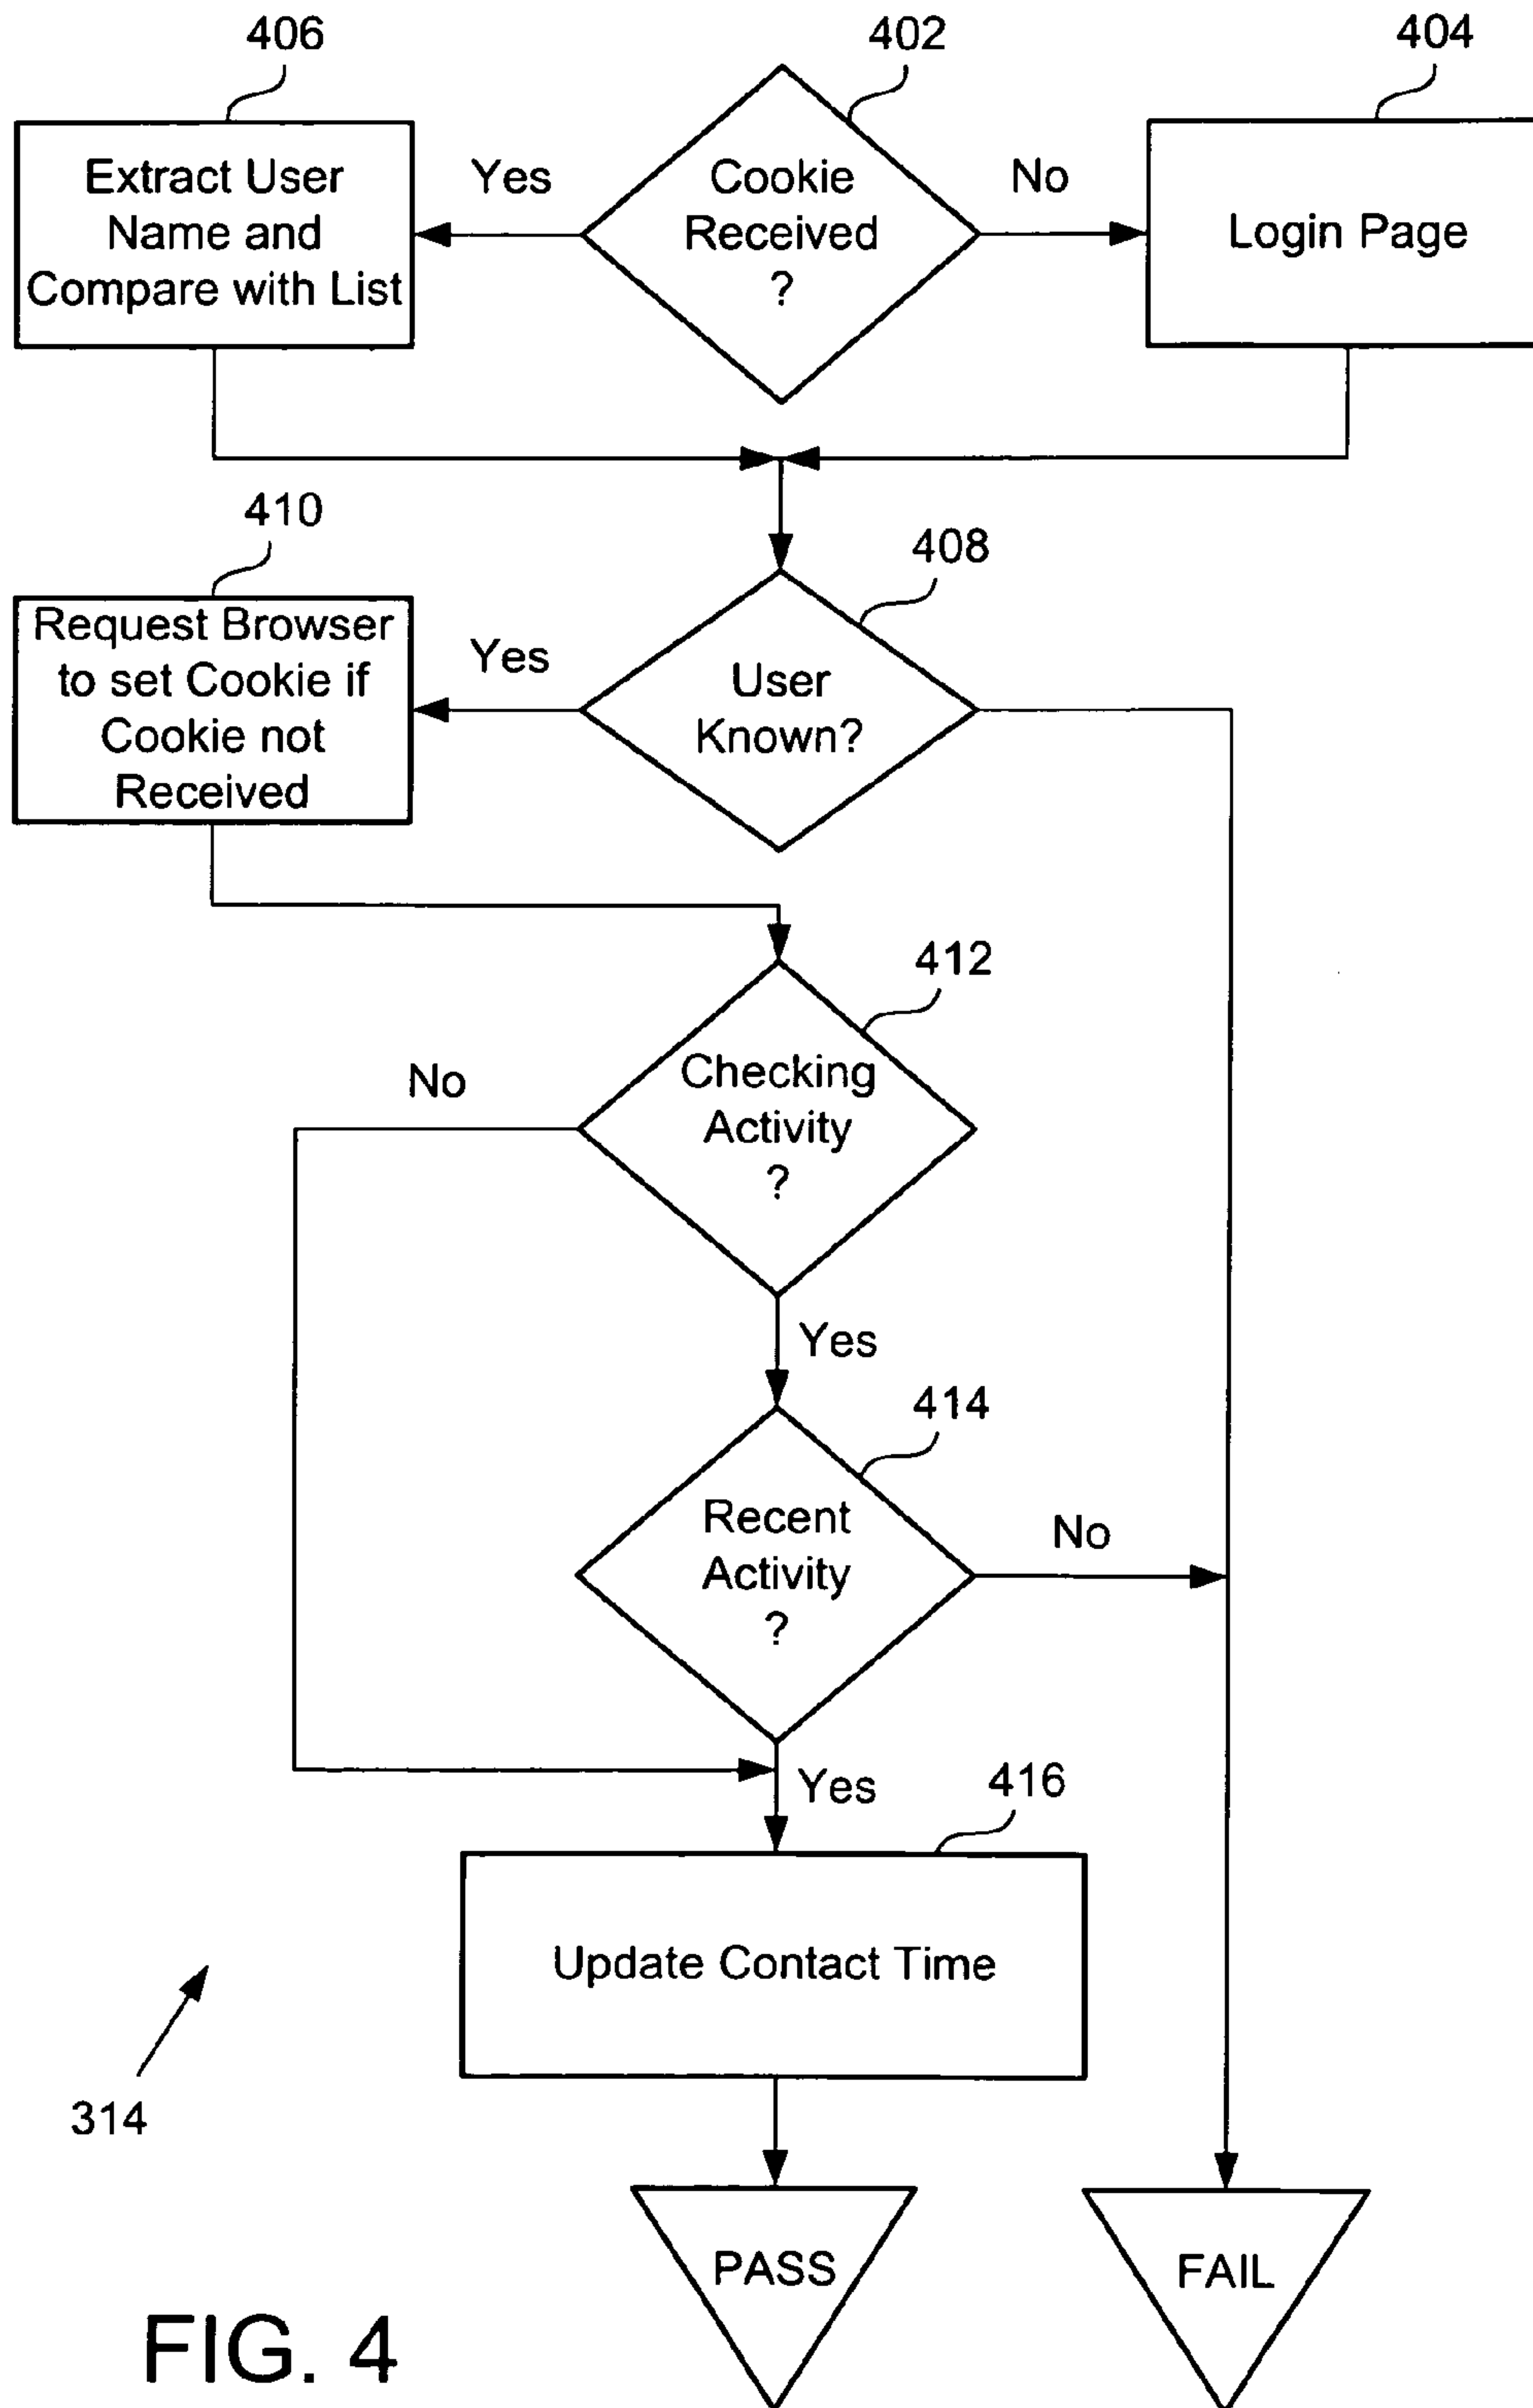 406
402
404
Extract User
Name and
Compare with List
Yes
Cookie
Received
?
No
Login Page
410
408
Request Browser
to set Cookie if
Cookie not
Received
Yes
User
Known?
412
No
Checking
Activity
?
Yes
414
Recent
Activity
?
No
Yes
416
Update Contact Time
314
PASS
FAIL
FIG. 4